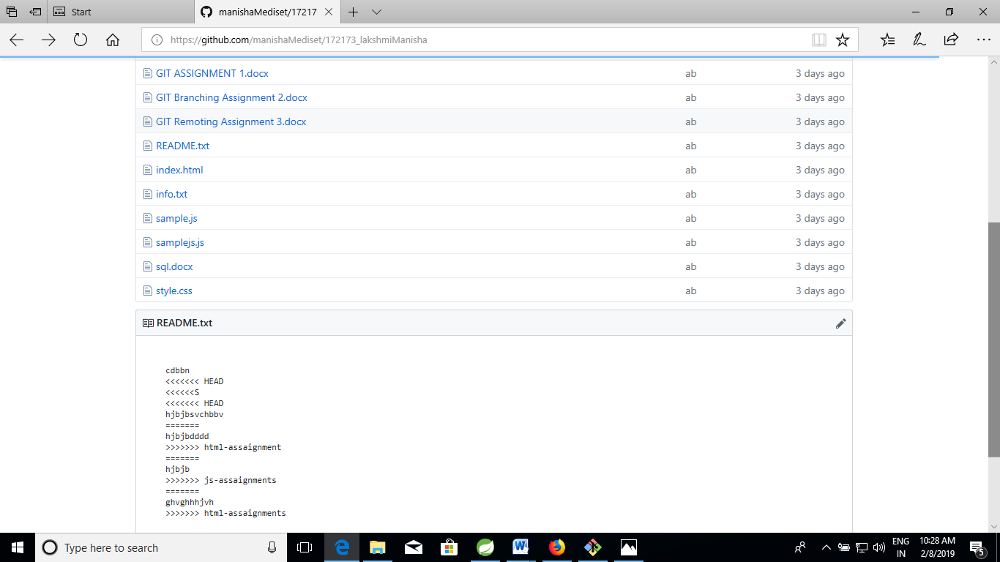 Start
manishaMediset/17217
https://github.com/manishaMediset/172173_lakshmiManisha
GIT ASSIGNMENT 1.docx ab 3 days ago
GIT Branching Assignment 2.docx ab 3 days ago
GIT Remoting Assignment 3.docx ab 3 days ago
README.txt ab 3 days ago
index.html ab 3 days ago
info.txt ab 3 days ago
sample.js ab 3 days ago
samplejs.js ab 3 days ago
sql.docx ab 3 days ago
style.css ab 3 days ago
README.txt
cdbbn
<<<<<<< HEAD
<<<<<<S
<<<<<<< HEAD
hjbjbsvchbbv
=======
hjbjbdddd
>>>>>>> html-assaignment
=======
hjbjb
>>>>>>> js-assaignments
=======
ghvghhhjvh
>>>>>>> html-assaignments
Type here to search
ENG
IN
10:28 AM
2/8/2019
5